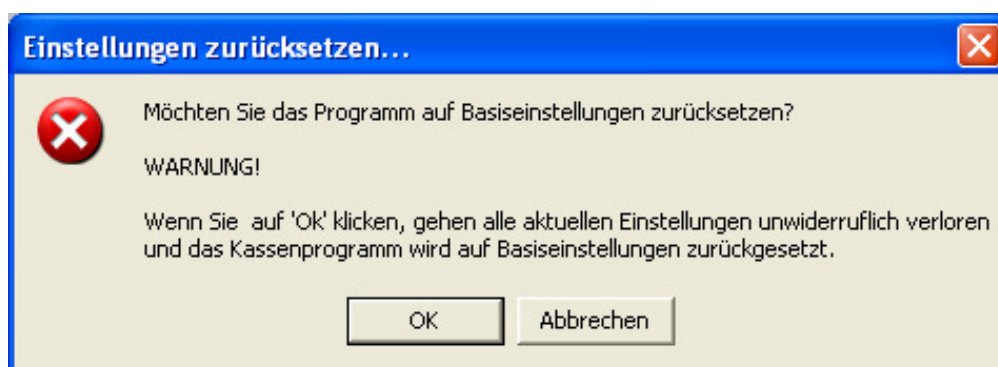 Einstellungen zurücksetzen...
Möchten Sie das Programm auf Basiseinstellungen zurücksetzen?
WARNUNG!
Wenn Sie  auf 'Ok' klicken, gehen alle aktuellen Einstellungen unwiderruflich verloren
und das Kassenprogramm wird auf Basiseinstellungen zurückgesetzt.
OK
Abbrechen